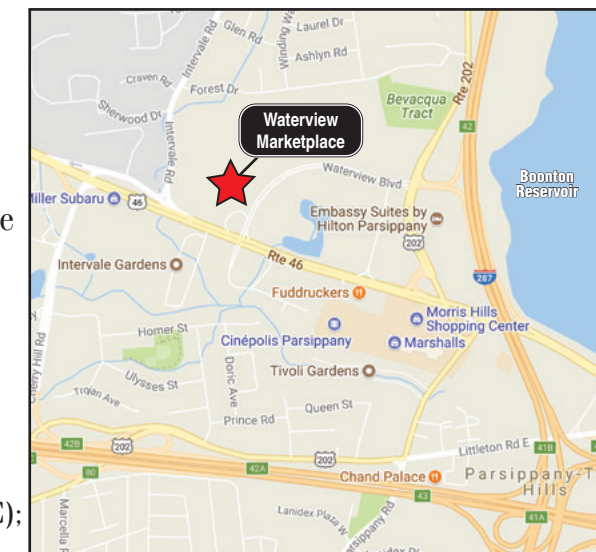 Laurel Dr
Glen Rd
Ashlyn Rd
Intervale Rd
Craven Rd
Forest Dr
Sherwood Dr
Intervale Rd
Rte 202
Bevacqua
Tract
42
Waterview
Marketplace
Waterview Blvd
Boonton
Reservoir
Miller Subaru
46
e
Embassy Suites by
Hilton Parsippany
202
Rte 46
Intervale Gardens
287
Fuddruckers
Morris Hills
Shopping Center
Cinépolis Parsippany
Marshalls
Homer St
Cherry Hill Rd
Tivoli Gardens
Ulysses St
Doric Ave
Trojan Ave
Queen St
Prince Rd
42B
202
202
Littleton Rd E
41B
80
42A
Chand Palace
43
Parsippany-T
Hills
E);
Marcella R
Lanidex Plaza W
41A